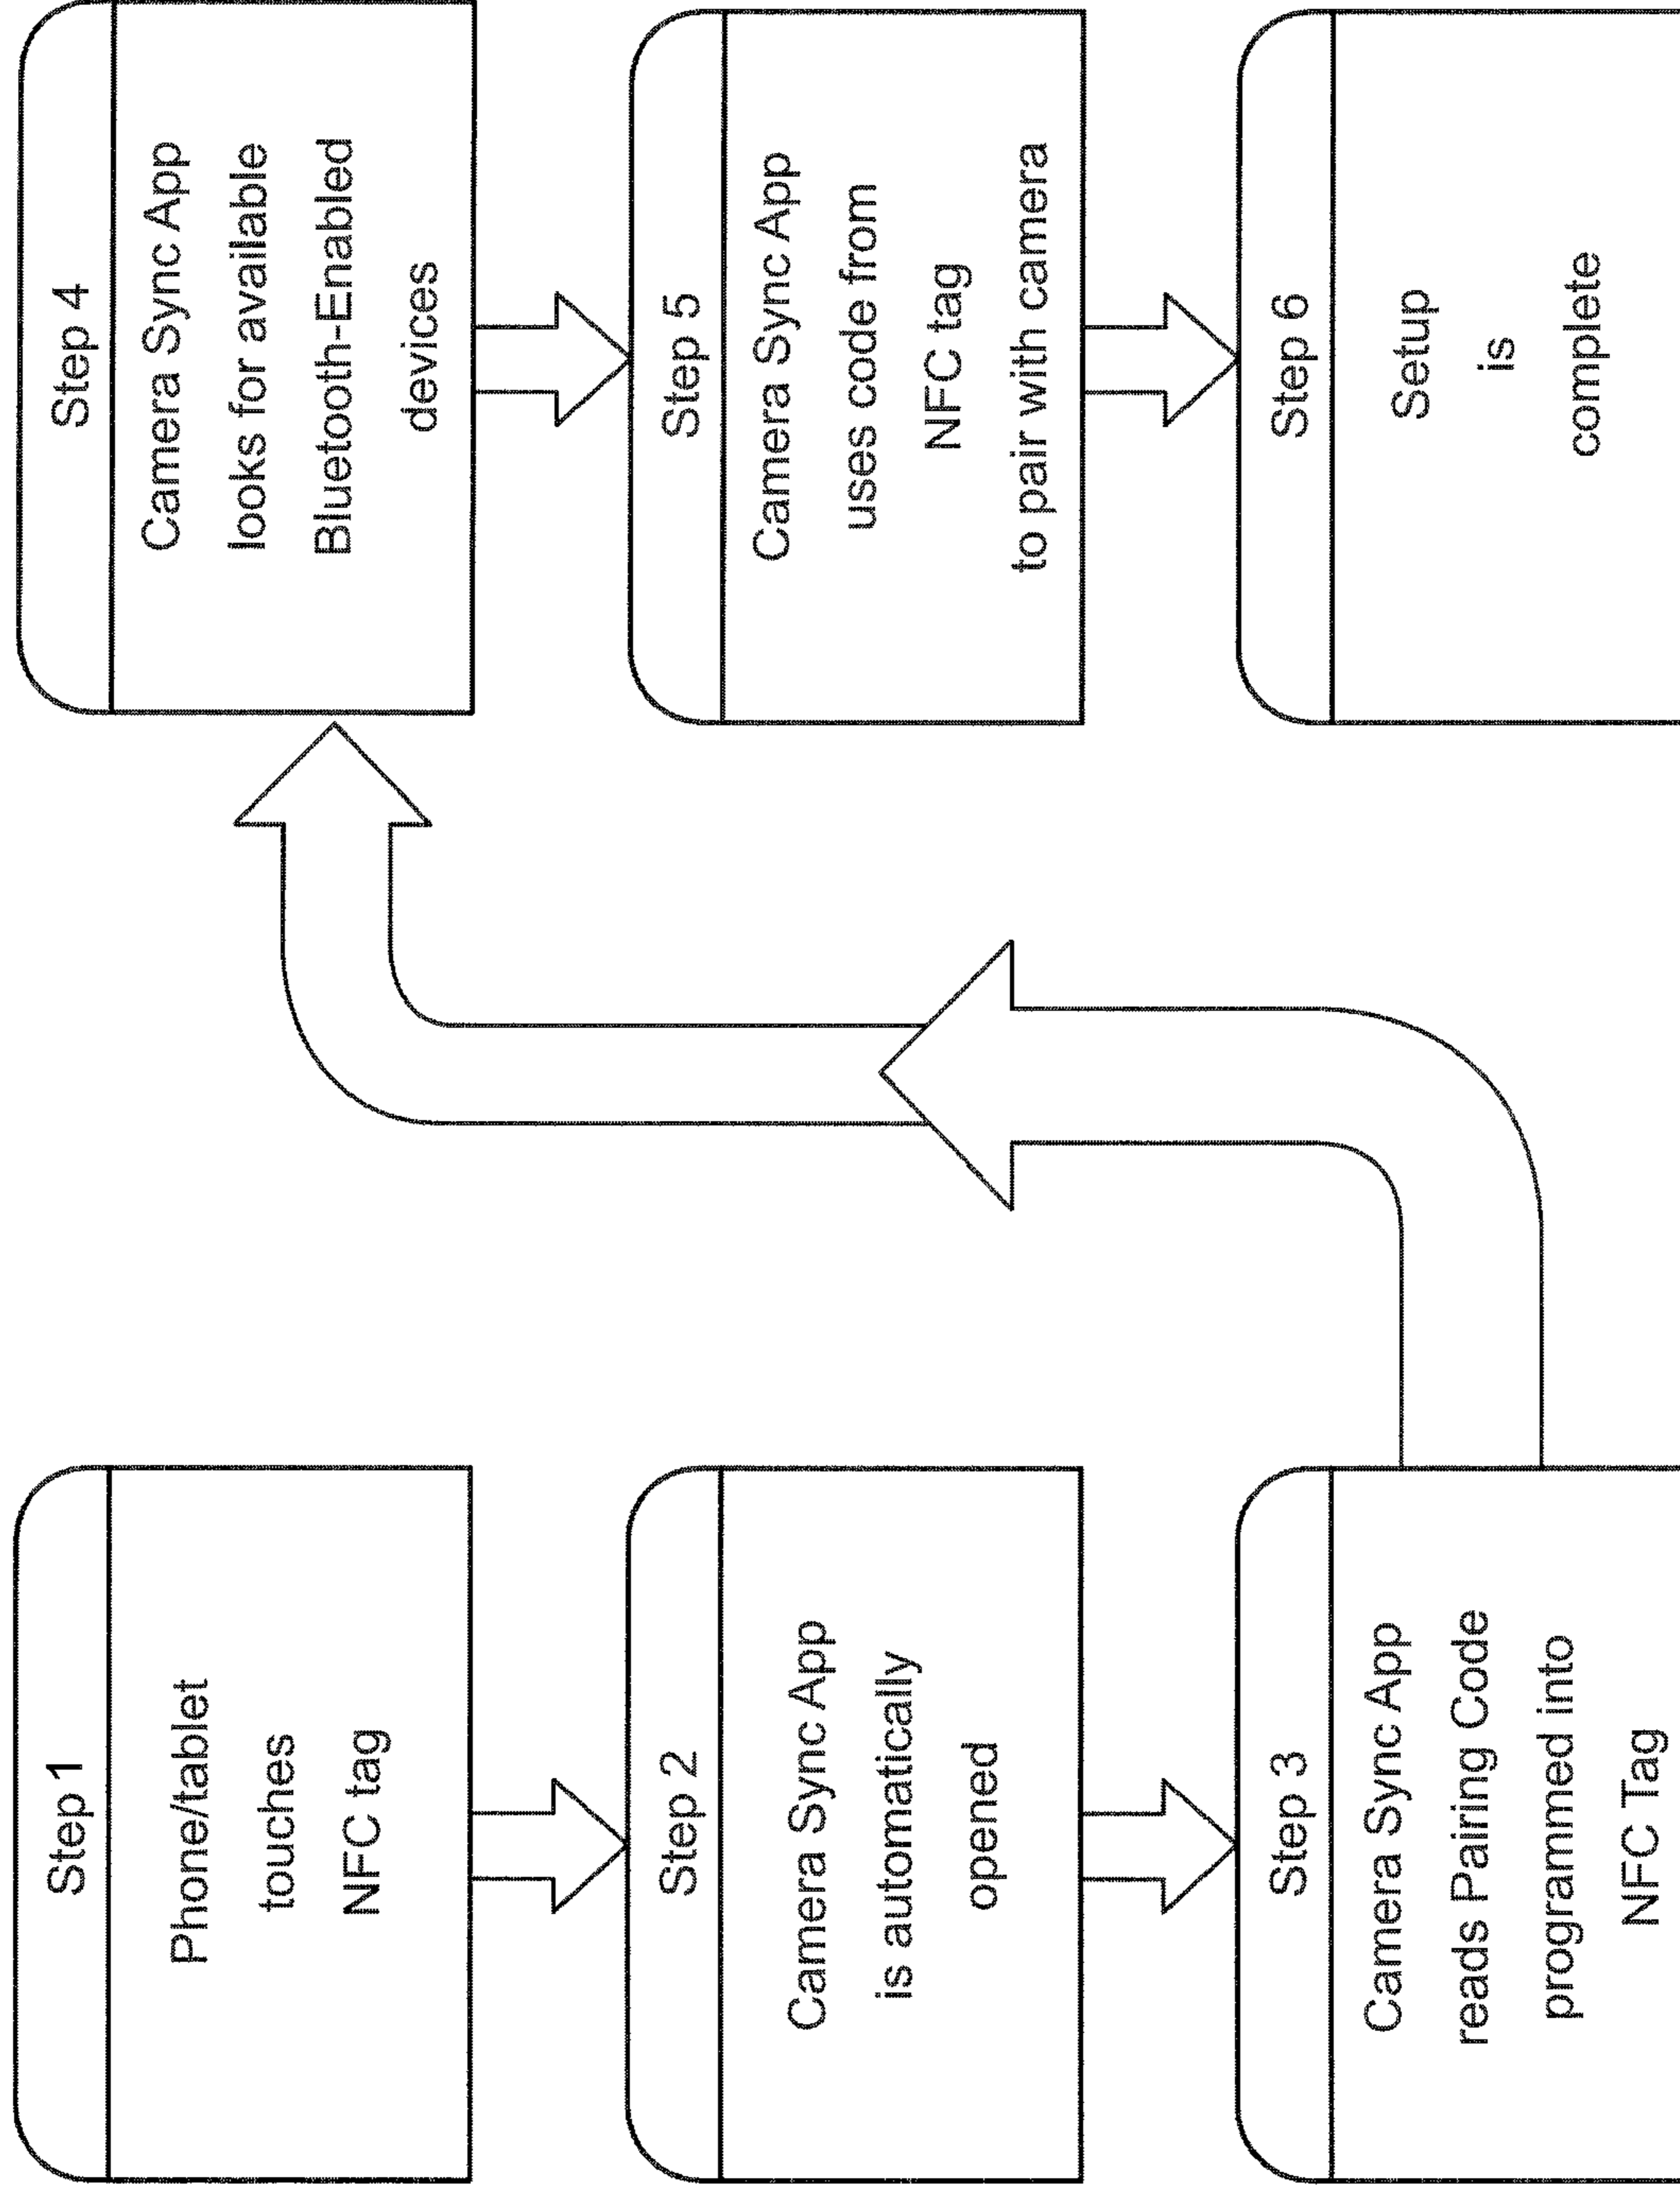 Step 1
Phone/tablet
touches
NFC tag
Step 2
Camera Sync App
is automatically
opened
Step 3
Camera Sync App
reads Pairing Code
programmed into
NFC Tag
Step 4
Camera Sync App
looks for available
Bluetooth-Enabled
devices
Step 5
Camera Sync App
uses code from
NFC tag
to pair with camera
Step 6
Setup
is
complete